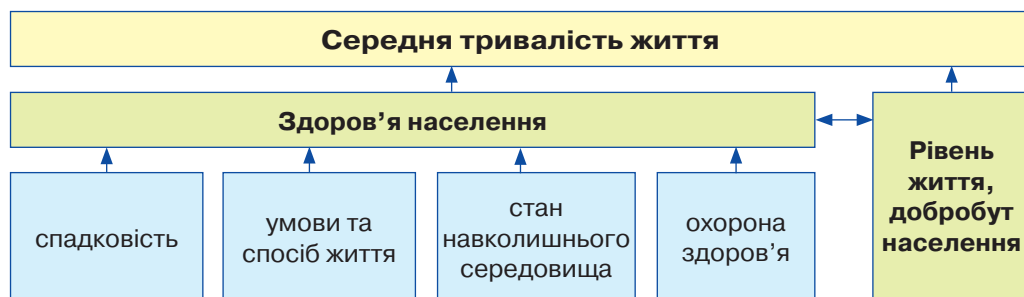 Середня тривалість життя
Здоров’я населення
Рівень
життя,
добробут
населення
спадковість
умови та
спосіб життя
стан
навколишнього
середовища
охорона
здоров’я